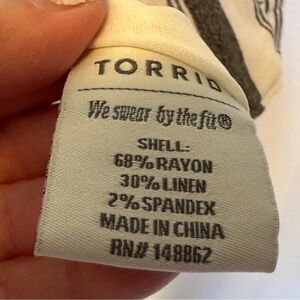 TORRID
We swear by the fit®
SHELL:
68% RAYON
30% LINEN
2% SPANDEX
MADE IN CHINA
RN# 148862